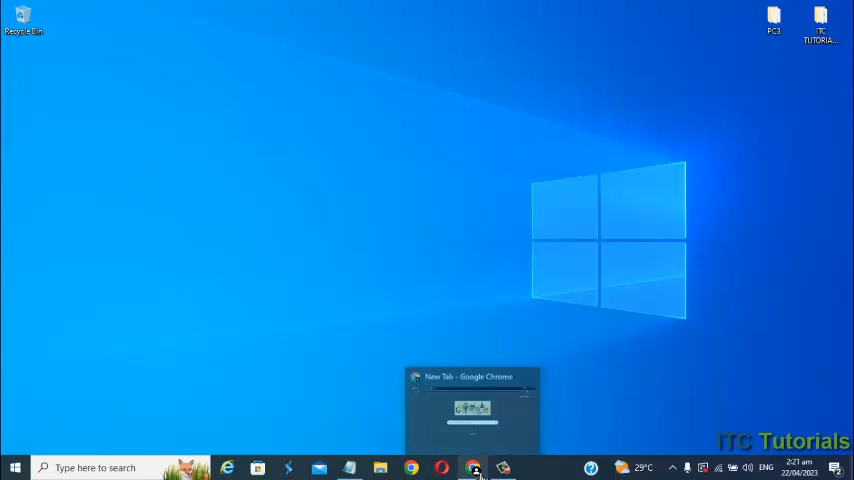 Recycle Bin
PC3
ITC
TUTORIA...
New Tab - Google Chrome
ITC Tutorials
Type here to search
29°C
ENG
2:21 am
22/04/2023
2